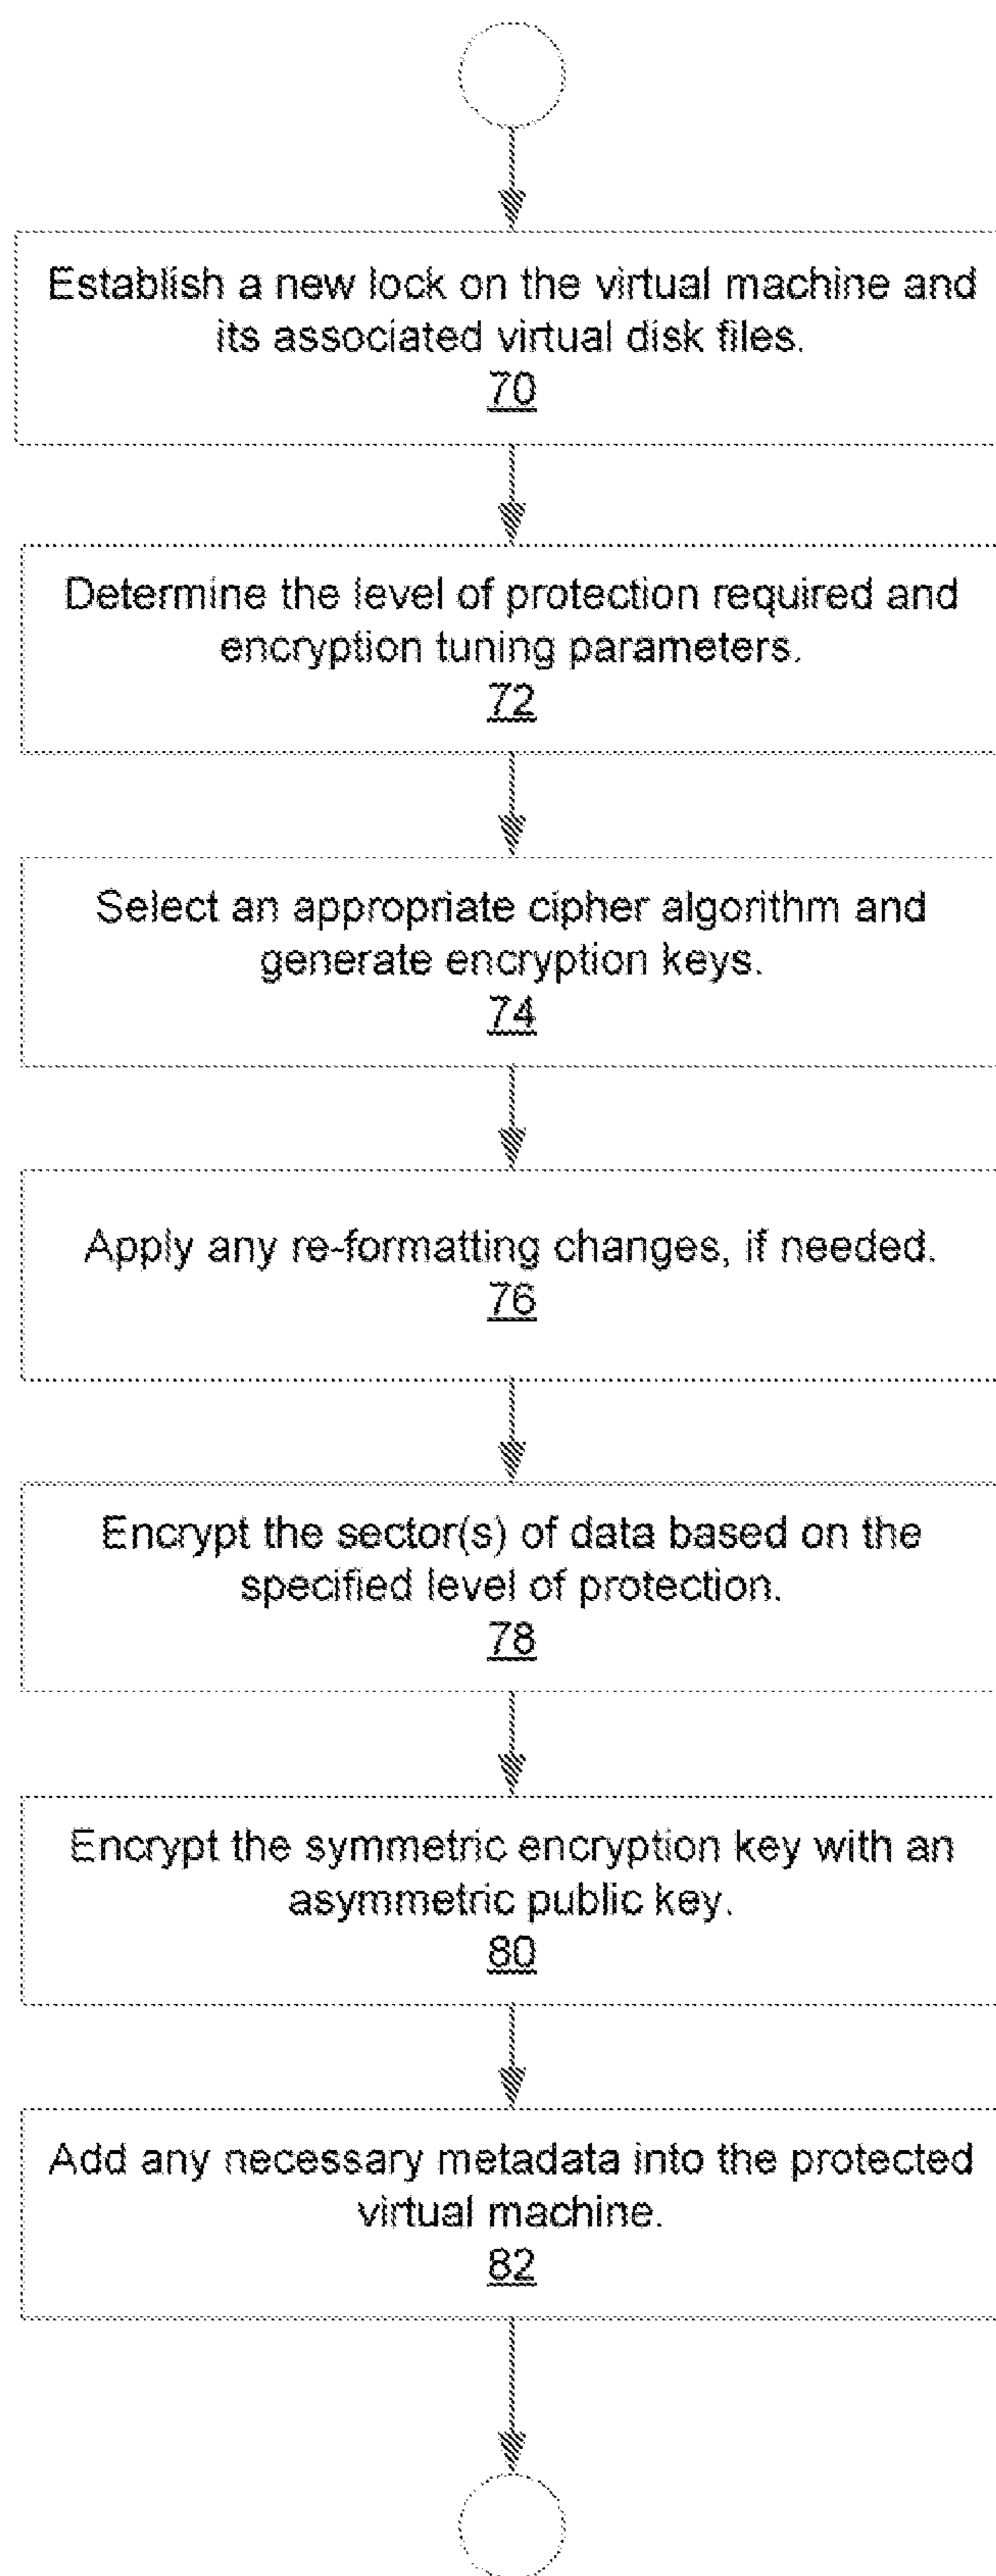 Establish a new lock on the virtual machine and
its associated virtual disk files.
70
Determine the level of protection required and
encryption tuning parameters.
72
Select an appropriate cipher algorithm and
generate encryption keys.
74
Apply any re-formatting changes, if needed.
76
Encrypt the sector(s) of data based on the
specified level of protection.
78
Encrypt the symmetric encryption key with an
asymmetric public key.
80
Add any necessary metadata into the protected
virtual machine.
82